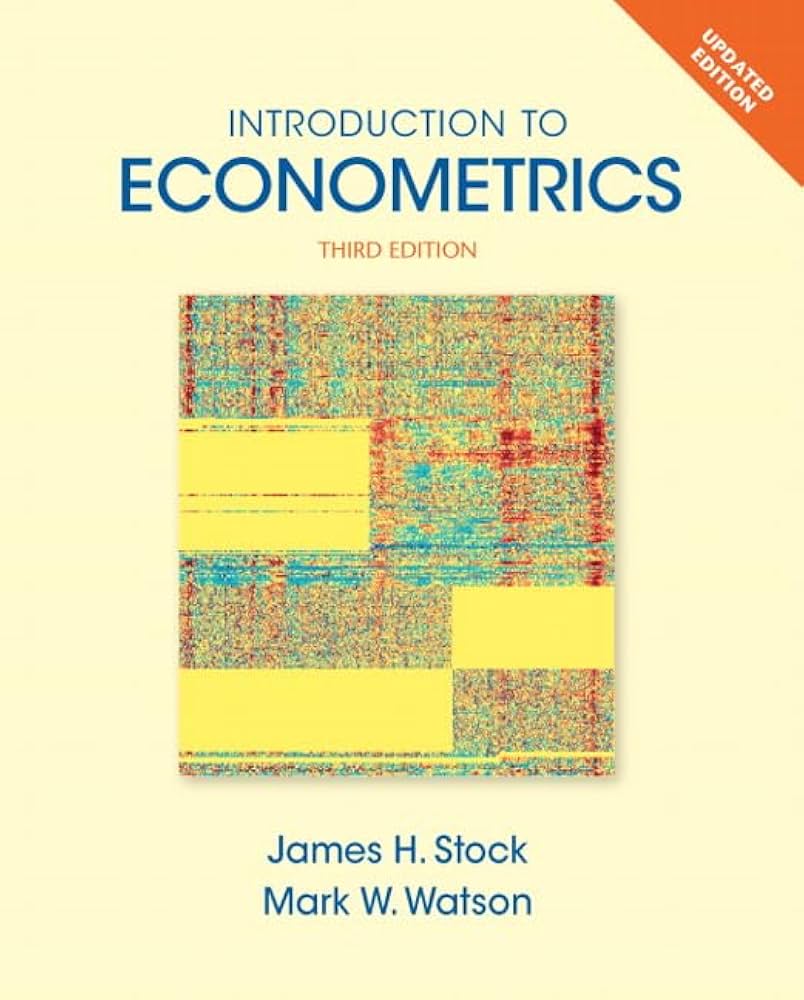 UPDATED
EDITION
INTRODUCTION TO
ECONOMETRICS
THIRD EDITION
James H. Stock
Mark W. Watson